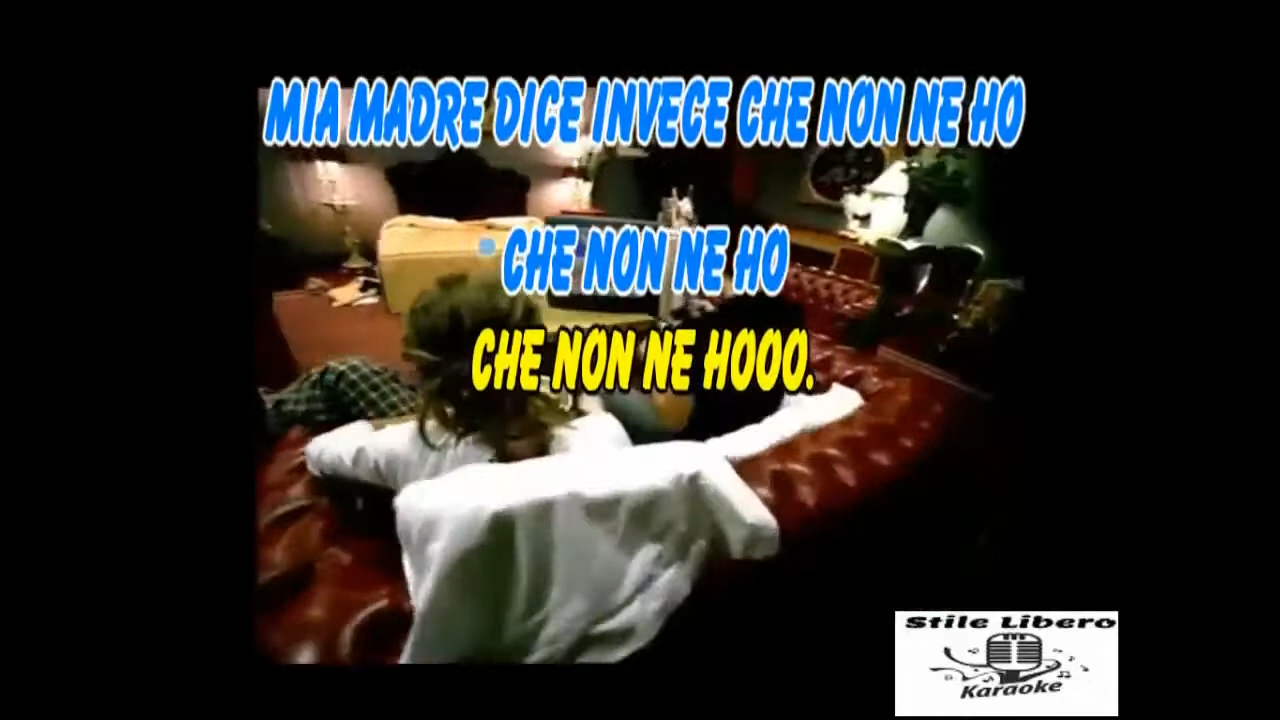 MIA MADRE DICE INVECE CHE NON NE HO
CHE NON NE HO
CHE NON NE HOOO.
Stile Libero
Karaoke